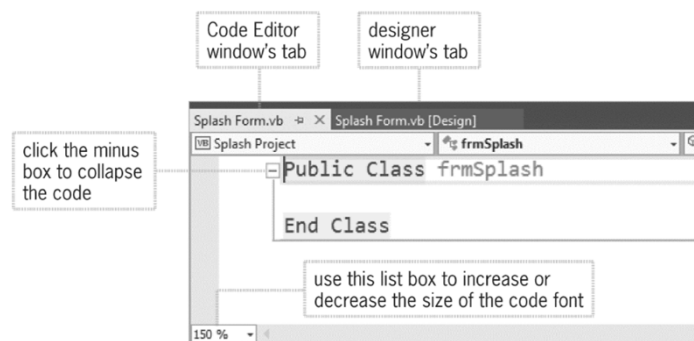 Code Editor
window's tab
designer
window's tab
Splash Form.vb
Splash Form.vb [Design]
VB Splash Project
frmSplash
click the minus
box to collapse
the code
Public Class frmSplash
End Class
use this list box to increase or
decrease the size of the code font
150 %